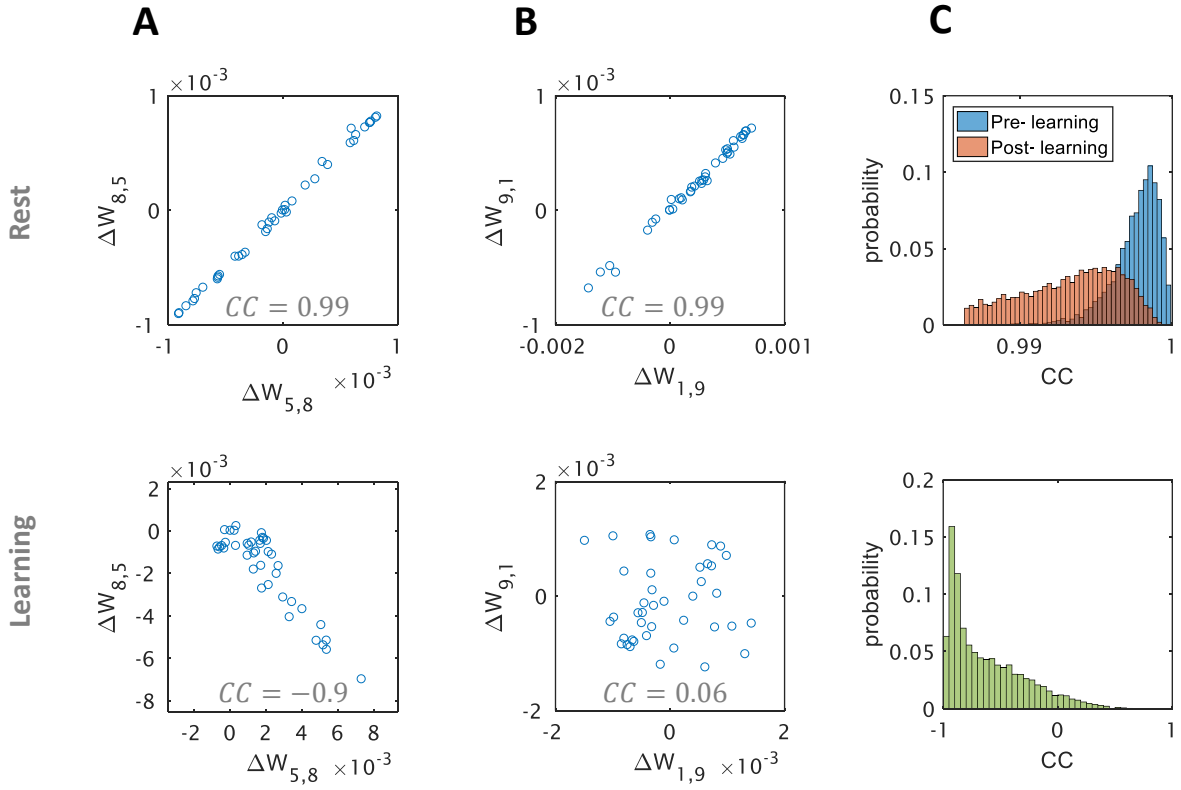 A
B
C
Rest
×10⁻³
1
0
-1
ΔW₈,₅
CC = 0.99
-1
0
1
×10⁻³
ΔW₅,₈
×10⁻³
1
0
-1
ΔW₉,₁
CC = 0.99
-0.002
0
0.001
ΔW₁,₉
0.15
0.1
0.05
0
probability
Pre- learning
Post- learning
0.99
1
CC
Learning
×10⁻³
2
0
-2
-4
-6
-8
ΔW₈,₅
CC = −0.9
-2
0
2
4
6
8
ΔW₅,₈ ×10⁻³
×10⁻³
2
0
-2
ΔW₉,₁
CC = 0.06
-2
0
2
ΔW₁,₉ ×10⁻³
0.2
0.15
0.1
0.05
0
probability
-1
0
1
CC